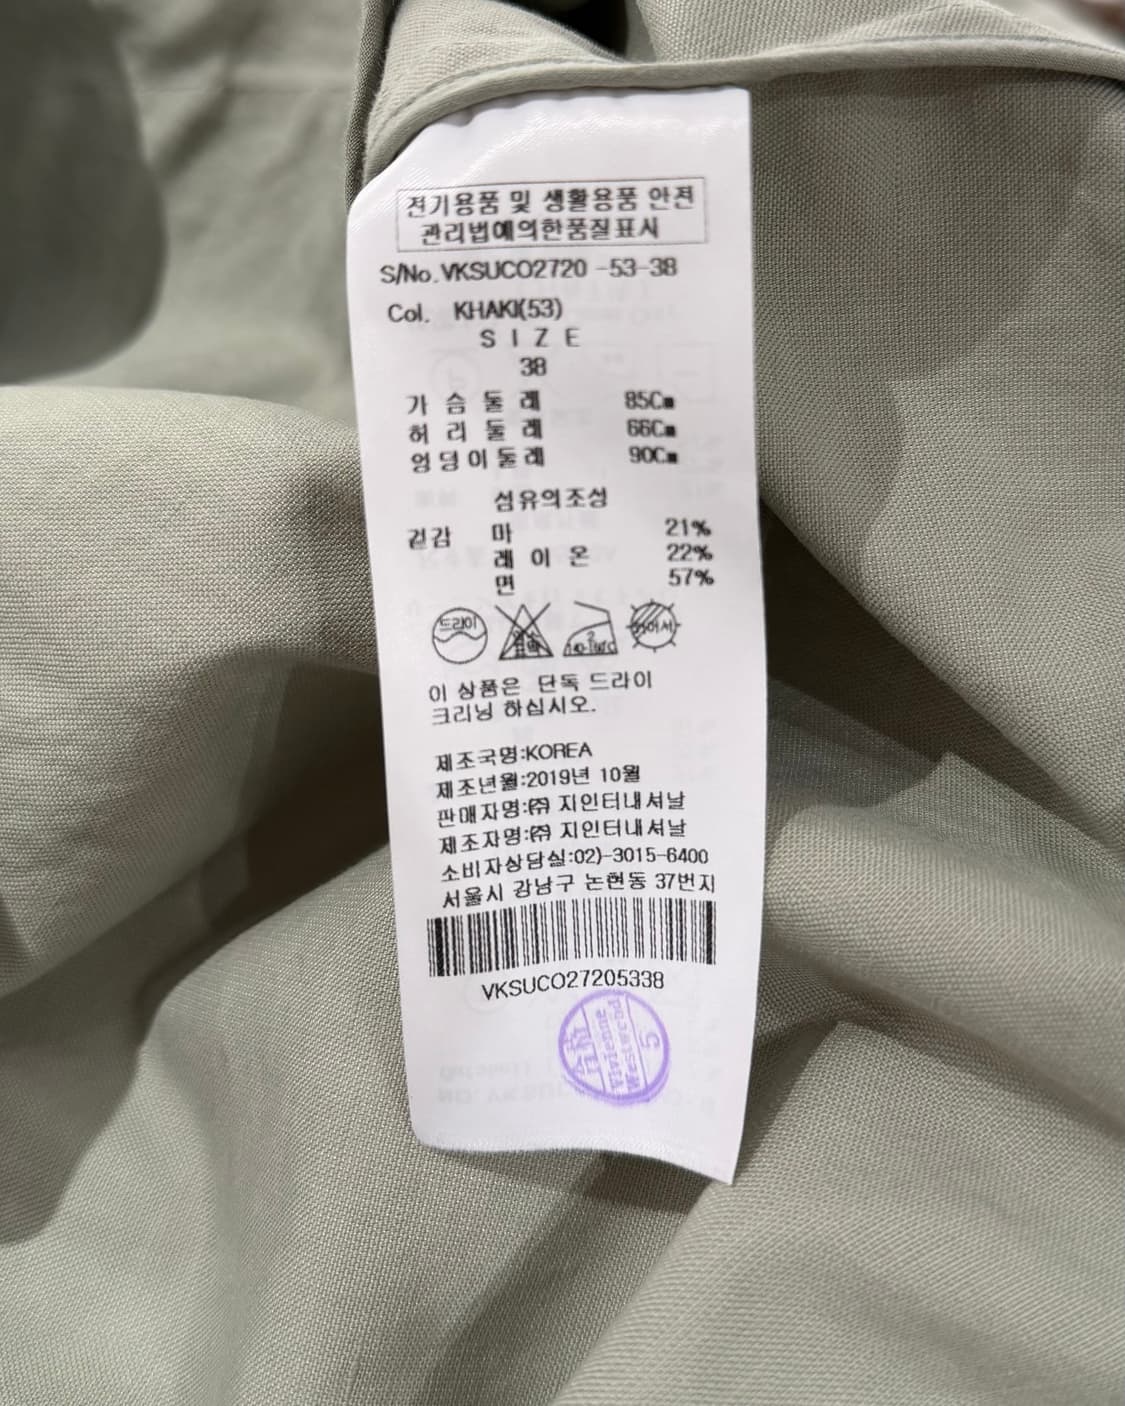 전기용품 및 생활용품 안전
관리법예의한품질표시
S/No.VKSUCO2720 -53-38
Col. KHAKI(53)
SIZE
38
가슴둘레 85Cm
허리둘레 66Cm
엉덩이둘레 90Cm
섬유의조성
겉감 마 21%
레이온 22%
면 57%
드라이 2
이 상품은 단독 드라이
크리닝 하십시오.
제조국명:KOREA
제조년월:2019년 10월
판매자명:㈜ 지인터내셔날
제조자명:㈜ 지인터내셔날
소비자상담실:02)-3015-6400
서울시 강남구 논현동 37번지
VKSUCO27205338
合格
Vivienne
Westwood
5